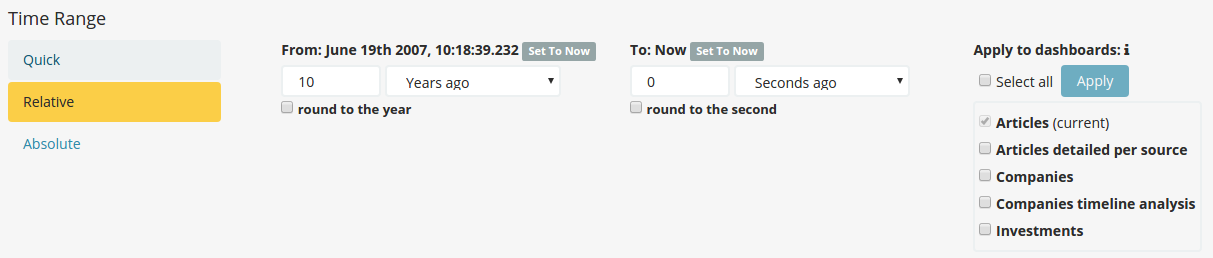 Time Range
Quick
Relative
Absolute
From: June 19th 2007, 10:18:39.232 Set To Now
10 Years ago
round to the year
To: Now Set To Now
0 Seconds ago
round to the second
Apply to dashboards:
Select all Apply
Articles (current)
Articles detailed per source
Companies
Companies timeline analysis
Investments